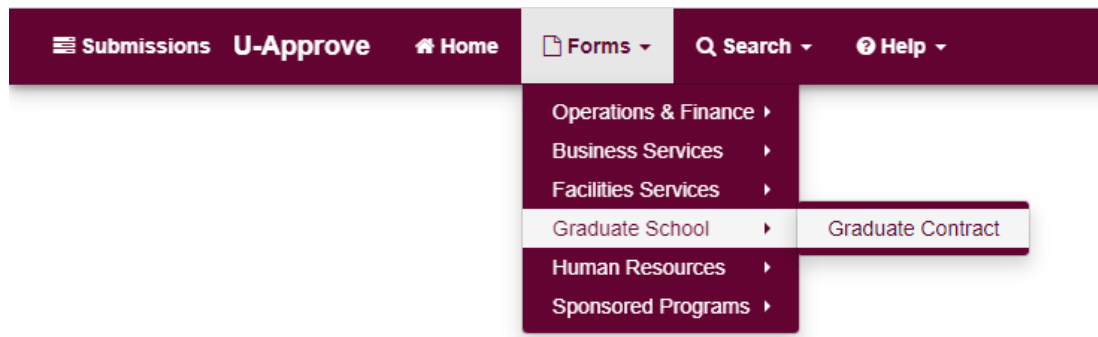 Submissions U-Approve Home Forms Search Help
Operations & Finance
Business Services
Facilities Services
Graduate School Graduate Contract
Human Resources
Sponsored Programs